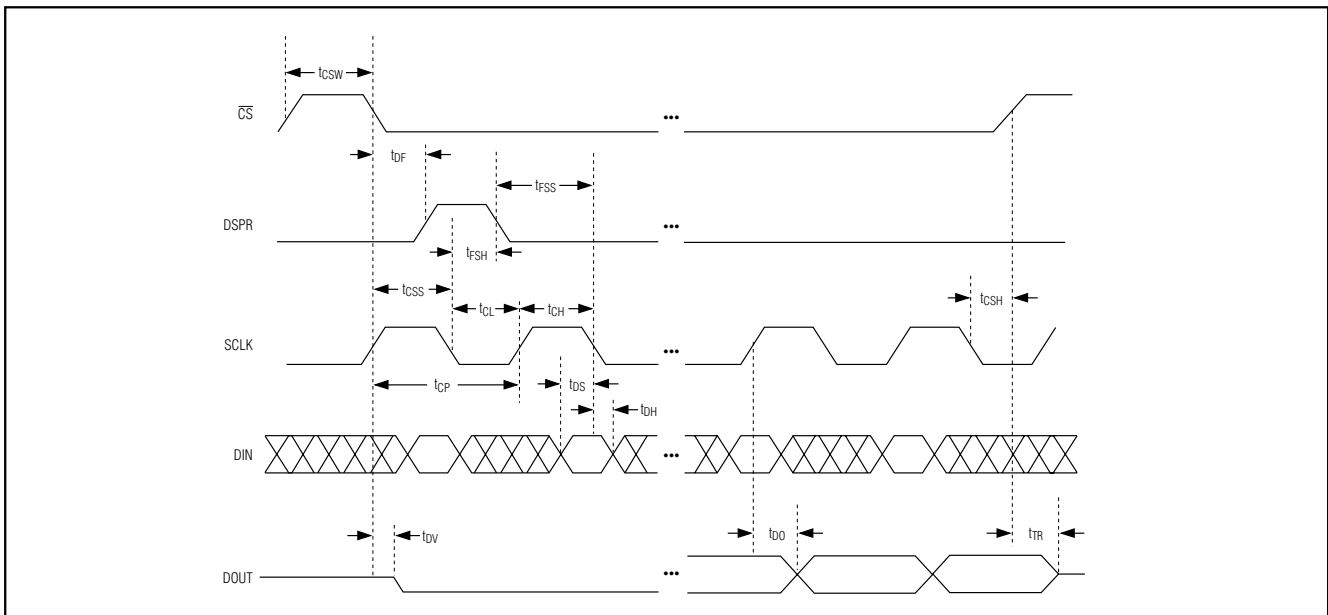 tCSW
CS
...
tDF
tFSS
DSPR
...
tFSH
tCSS
tCL
tCH
tCSH
SCLK
...
tCP
tDS
tDH
DIN
...
tDV
tDO
tTR
DOUT
...